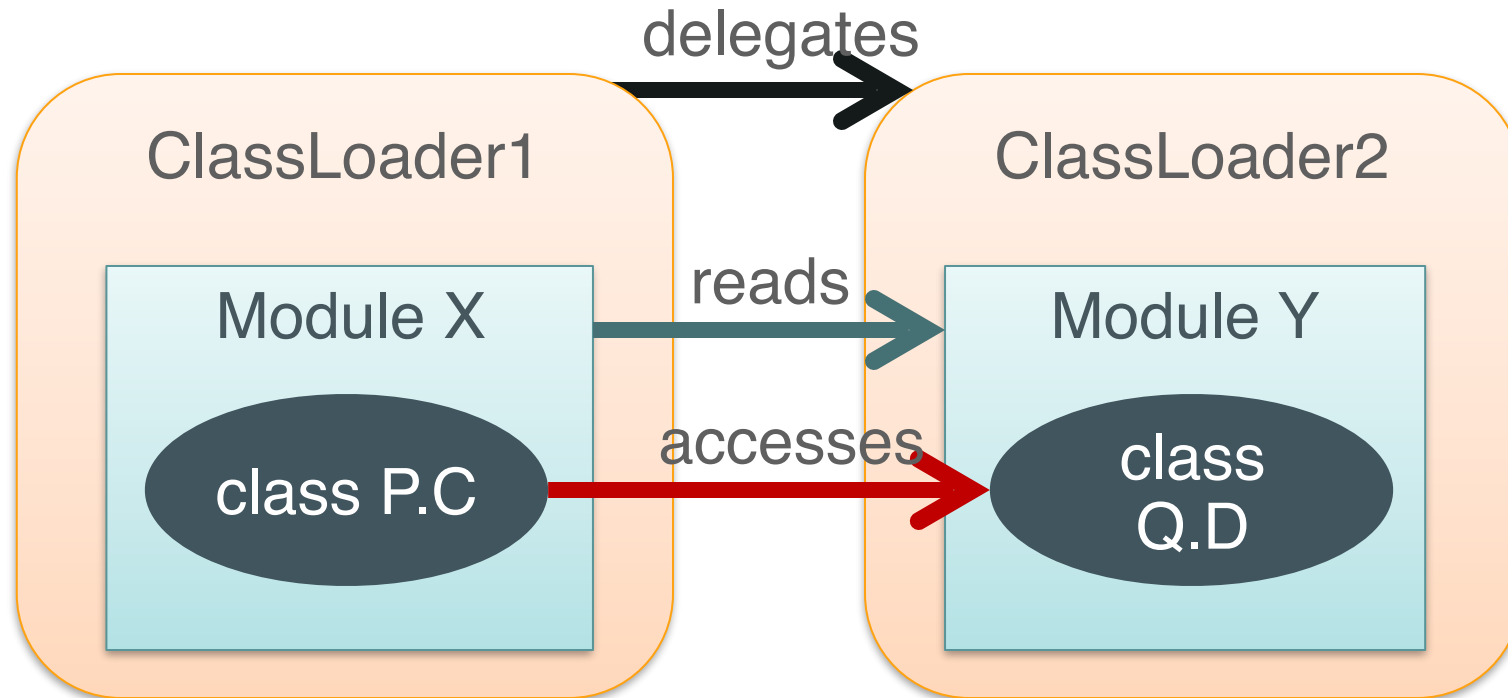 delegates
ClassLoader1
ClassLoader2
reads
Module X
Module Y
accesses
class P.C
class
Q.D